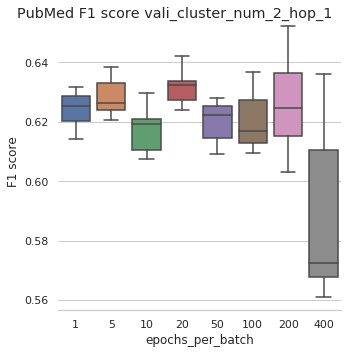 PubMed F1 score vali_cluster_num_2_hop_1
F1 score
0.64
0.62
0.60
0.58
0.56
1 5 10 20 50 100 200 400
epochs_per_batch